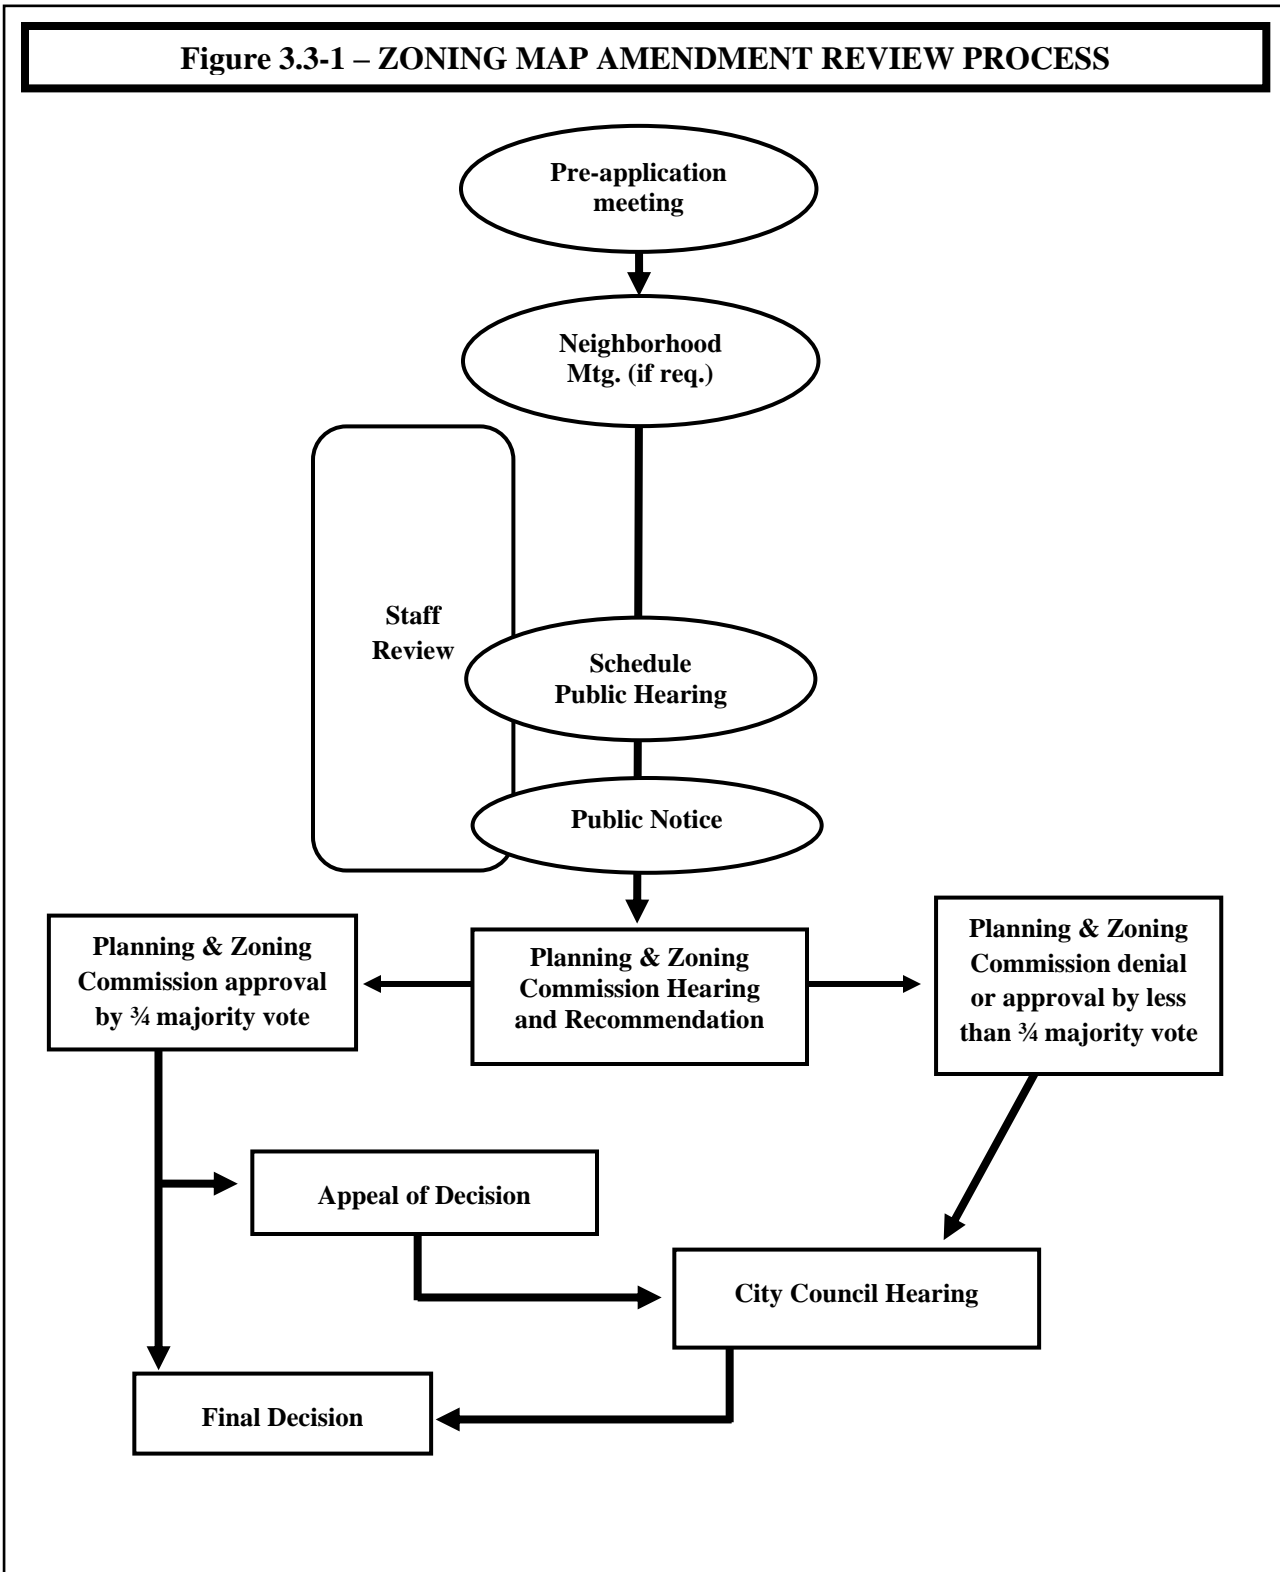 Figure 3.3-1 – ZONING MAP AMENDMENT REVIEW PROCESS
Pre-application
meeting
Neighborhood
Mtg. (if req.)
Staff
Review
Schedule
Public Hearing
Public Notice
Planning & Zoning
Commission approval
by ¾ majority vote
Planning & Zoning
Commission Hearing
and Recommendation
Planning & Zoning
Commission denial
or approval by less
than ¾ majority vote
Appeal of Decision
City Council Hearing
Final Decision